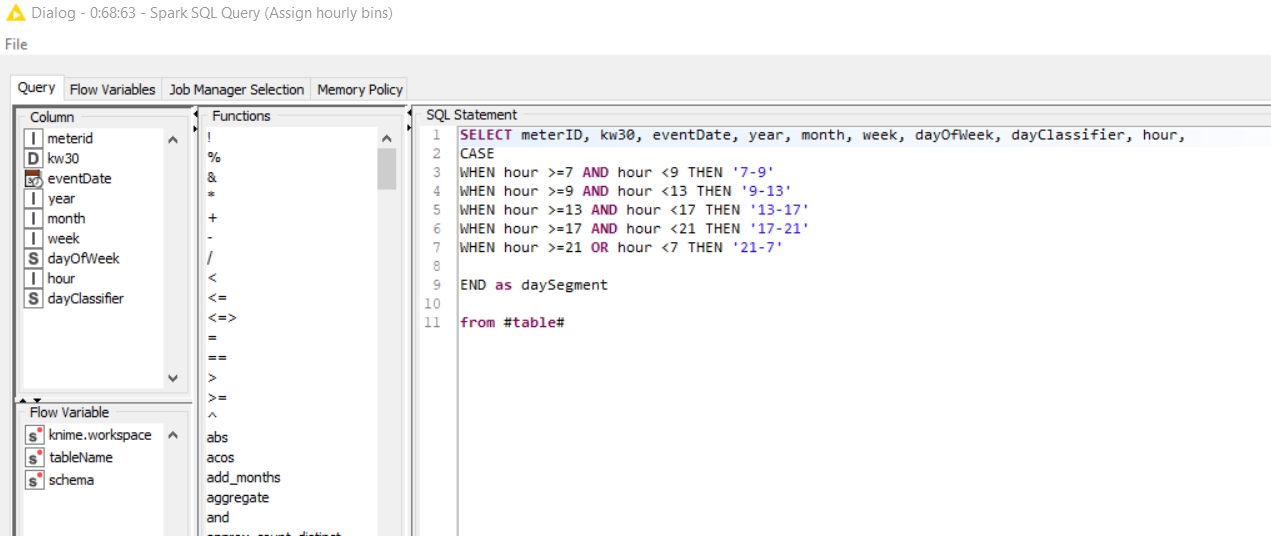 Dialog - 0:68:63 - Spark SQL Query (Assign hourly bins)
File
Query Flow Variables Job Manager Selection Memory Policy
Column
I meterid
D kw30
eventDate
I year
I month
I week
S dayOfWeek
I hour
S dayClassifier
Flow Variable
s knime.workspace
s tableName
s schema
Functions
!
%
&
*
+
-
/
<
<=
<=>
=
==
>
>=
^
abs
acos
add_months
aggregate
and
approx_count_distinct
SQL Statement
1 SELECT meterID, kw30, eventDate, year, month, week, dayOfWeek, dayClassifier, hour,
2 CASE
3 WHEN hour >=7 AND hour <9 THEN '7-9'
4 WHEN hour >=9 AND hour <13 THEN '9-13'
5 WHEN hour >=13 AND hour <17 THEN '13-17'
6 WHEN hour >=17 AND hour <21 THEN '17-21'
7 WHEN hour >=21 OR hour <7 THEN '21-7'
8
9 END as daySegment
10
11 from #table#